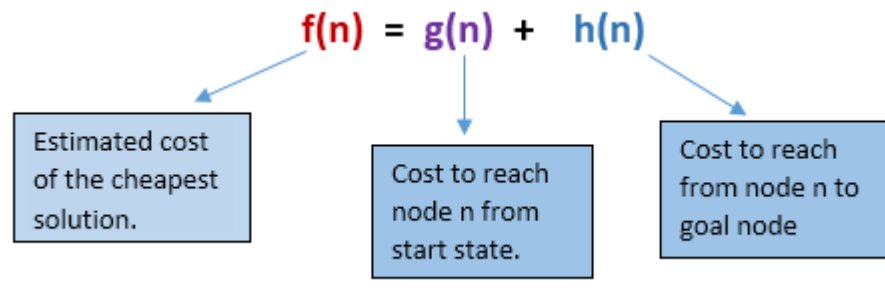 f(n) = g(n) + h(n)
Estimated cost
of the cheapest
solution.
Cost to reach
node n from
start state.
Cost to reach
from node n to
goal node